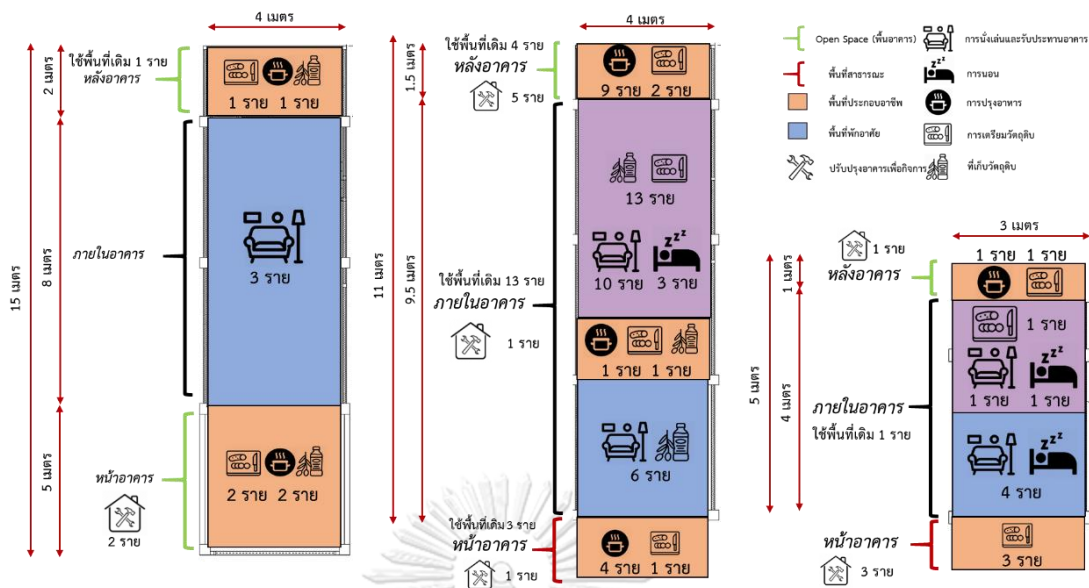 4 เมตร
2 เมตร
ใช้พื้นที่เดิม 1 ราย
หลังอาคาร
1 ราย 1 ราย
15 เมตร
8 เมตร
ภายในอาคาร
3 ราย
5 เมตร
หน้าอาคาร
2 ราย
2 ราย 2 ราย
4 เมตร
1.5 เมตร
ใช้พื้นที่เดิม 4 ราย
หลังอาคาร
5 ราย
9 ราย 2 ราย
11 เมตร
9.5 เมตร
13 ราย
zzz
10 ราย 3 ราย
ใช้พื้นที่เดิม 13 ราย
ภายในอาคาร
1 ราย
1 ราย 1 ราย
6 ราย
ใช้พื้นที่เดิม 3 ราย
หน้าอาคาร
1 ราย
4 ราย 1 ราย
Open Space (พื้นอาคาร)
การนั่งเล่นและรับประทานอาหาร
พื้นที่สาธารณะ
zzz
การนอน
พื้นที่ประกอบอาชีพ
การปรุงอาหาร
พื้นที่พักอาศัย
การเตรียมวัตถุดิบ
ปรับปรุงอาคารเพื่อกิจการ
ที่เก็บวัตถุดิบ
3 เมตร
1 ราย
หลังอาคาร
1 ราย 1 ราย
1 เมตร
5 เมตร
4 เมตร
1 ราย
zzz
1 ราย 1 ราย
ภายในอาคาร
ใช้พื้นที่เดิม 1 ราย
zzz
4 ราย
หน้าอาคาร
3 ราย
3 ราย